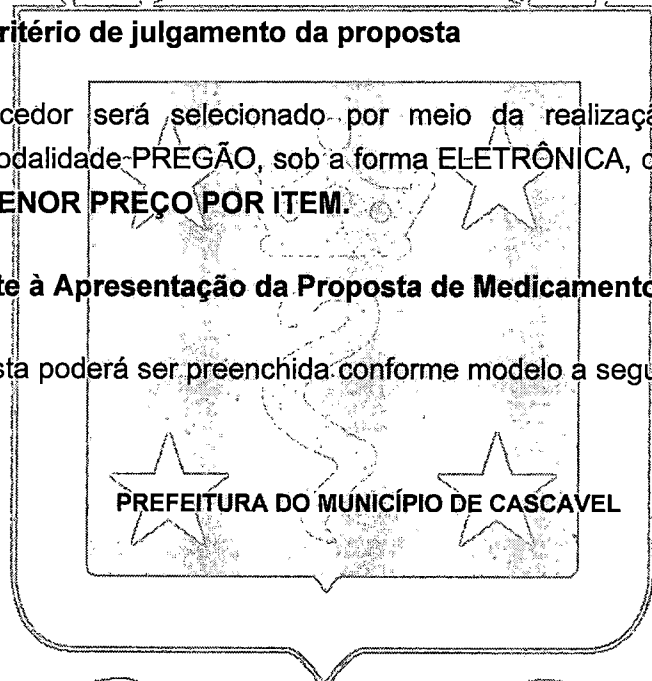 ritério de julgamento da proposta
cedor será selecionado por meio da realizaçã
odalidade PREGÃO, sob a forma ELETRÔNICA, c
ENOR PREÇO POR ITEM.
te à Apresentação da Proposta de Medicamento
sta poderá ser preenchida conforme modelo a segu
PREFEITURA DO MUNICÍPIO DE CASCAVEL